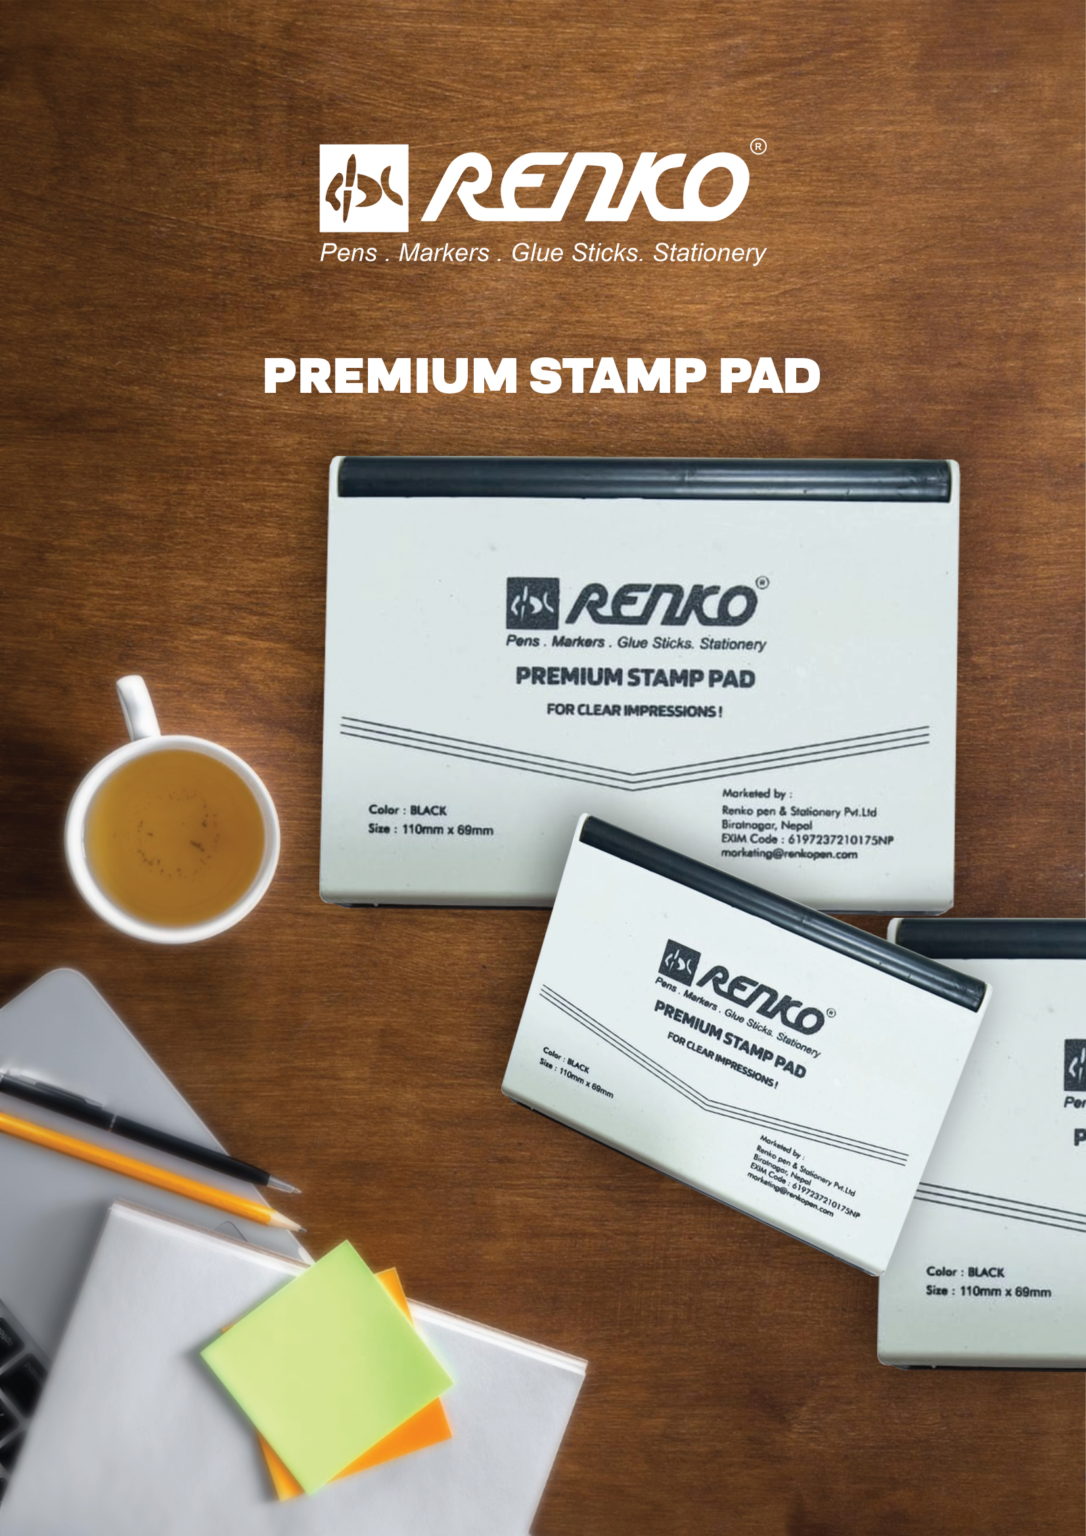 RENKO®
Pens . Markers . Glue Sticks. Stationery
PREMIUM STAMP PAD
RENKO®
Pens . Markers . Glue Sticks. Stationery
PREMIUM STAMP PAD
FOR CLEAR IMPRESSIONS !
Color : BLACK
Size : 110mm x 69mm
Marketed by :
Renko pen & Stationery Pvt.Ltd
Biratnagar, Nepal
EXIM Code : 6197237210175NP
marketing@renkopen.com
RENKO®
Pens . Markers . Glue Sticks. Stationery
PREMIUM STAMP PAD
FOR CLEAR IMPRESSIONS !
Color : BLACK
Size : 110mm x 69mm
Marketed by :
Renko pen & Stationery Pvt.Ltd
Biratnagar, Nepal
EXIM Code : 6197237210175NP
marketing@renkopen.com
Pen
P
Color : BLACK
Size : 110mm x 69mm